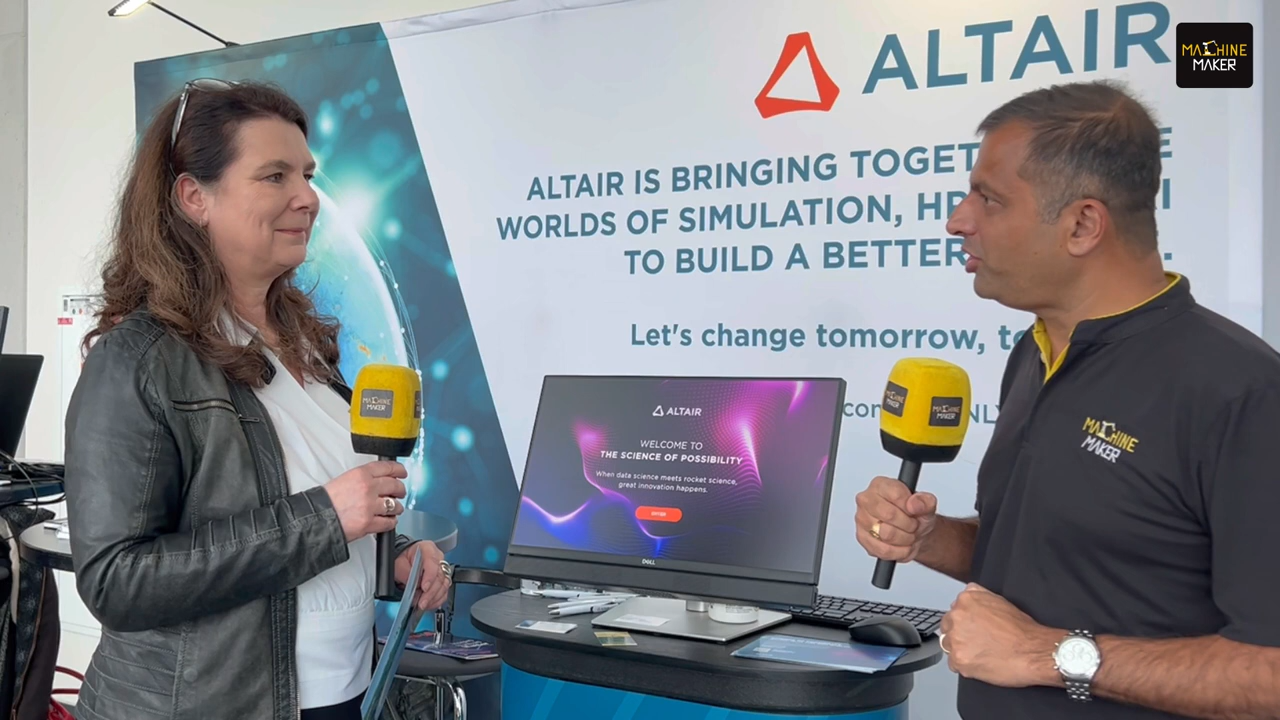 ALTAIR
MACHINE
MAKER
ALTAIR IS BRINGING TOGET
WORLDS OF SIMULATION, HP
TO BUILD A BETTER
Let's change tomorrow, to
ALTAIR
WELCOME TO
THE SCIENCE OF POSSIBILITY
When data science meets rocket science,
great innovation happens.
DELL
MACHINE
MAKER
MACHINE
MAKER
MACHINE
MAKER
MACHINE
MAKER